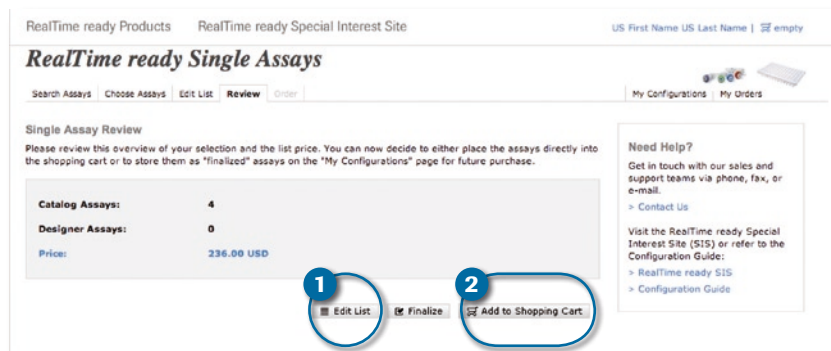 RealTime ready Products RealTime ready Special Interest Site
US First Name US Last Name | empty
RealTime ready Single Assays
Search Assays Choose Assays Edit List Review Order
My Configurations My Orders
Single Assay Review
Please review this overview of your selection and the list price. You can now decide to either place the assays directly into
the shopping cart or to store them as "finalized" assays on the "My Configurations" page for future purchase.
Catalog Assays: 4
Designer Assays: 0
Price: 236.00 USD
1
2
Edit List Finalize Add to Shopping Cart
Need Help?
Get in touch with our sales and
support teams via phone, fax, or
e-mail.
> Contact Us
Visit the RealTime ready Special
Interest Site (SIS) or refer to the
Configuration Guide:
> RealTime ready SIS
> Configuration Guide